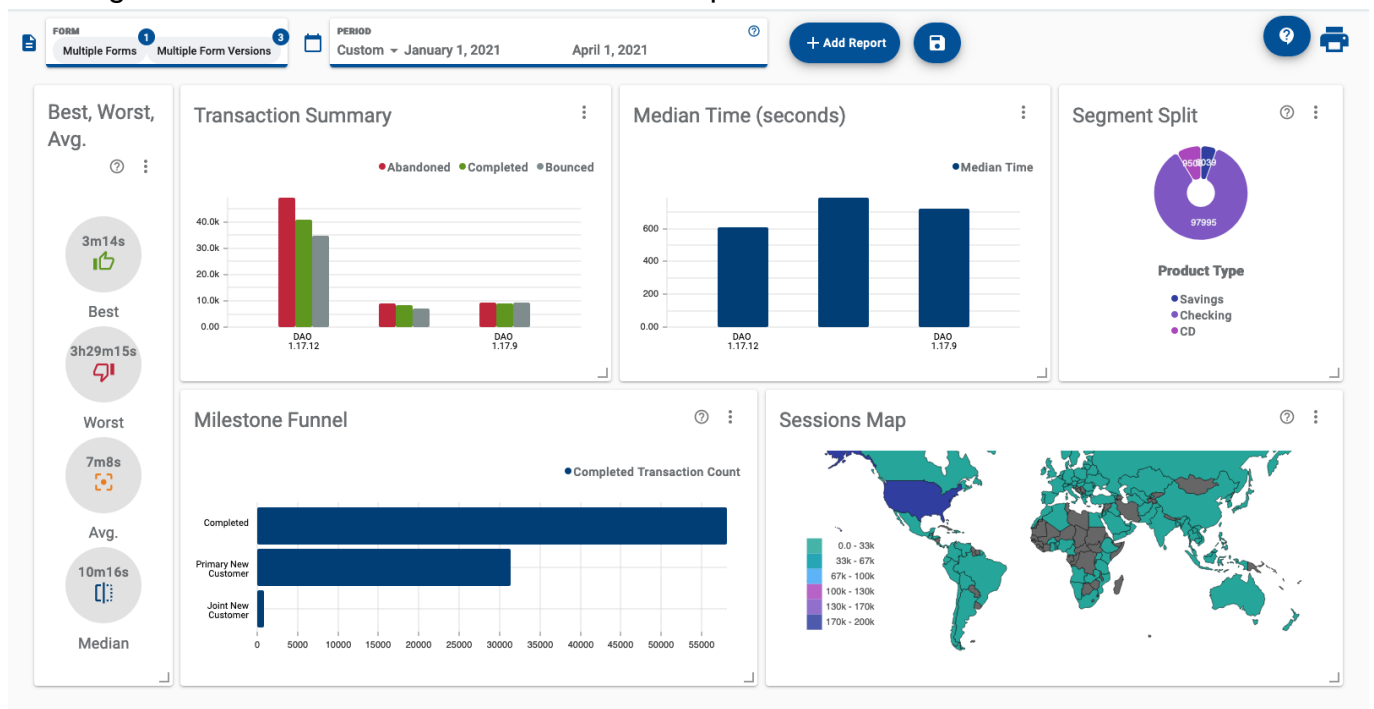 FORM
Multiple Forms 1 Multiple Form Versions 3
PERIOD
Custom January 1, 2021 April 1, 2021
+ Add Report
Best, Worst,
Avg.
3m14s
Best
3h29m15s
Worst
7m8s
Avg.
10m16s
Median
Transaction Summary
Abandoned Completed Bounced
40.0k
30.0k
20.0k
10.0k
0.00
DAO
1.17.12
DAO
1.17.9
Median Time (seconds)
Median Time
600
400
200
0.00
DAO
1.17.12
DAO
1.17.9
Segment Split
97995
Product Type
Savings
Checking
CD
Milestone Funnel
Completed Transaction Count
Completed
Primary New
Customer
Joint New
Customer
0 5000 10000 15000 20000 25000 30000 35000 40000 45000 50000 55000
Sessions Map
0.0 - 33k
33k - 67k
67k - 100k
100k - 130k
130k - 170k
170k - 200k